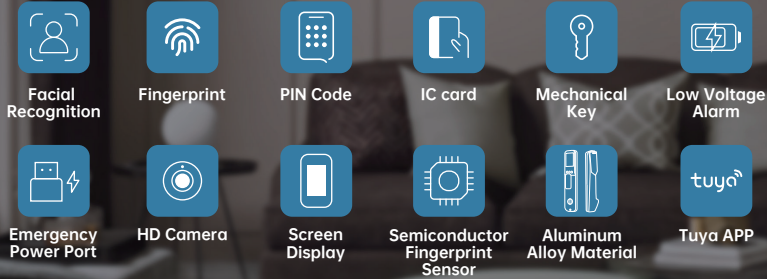 Facial
Recognition
Fingerprint
PIN Code
IC card
Mechanical
Key
Low Voltage
Alarm
tuya
Emergency
Power Port
HD Camera
Screen
Display
Semiconductor
Fingerprint
Sensor
Aluminum
Alloy Material
Tuya APP